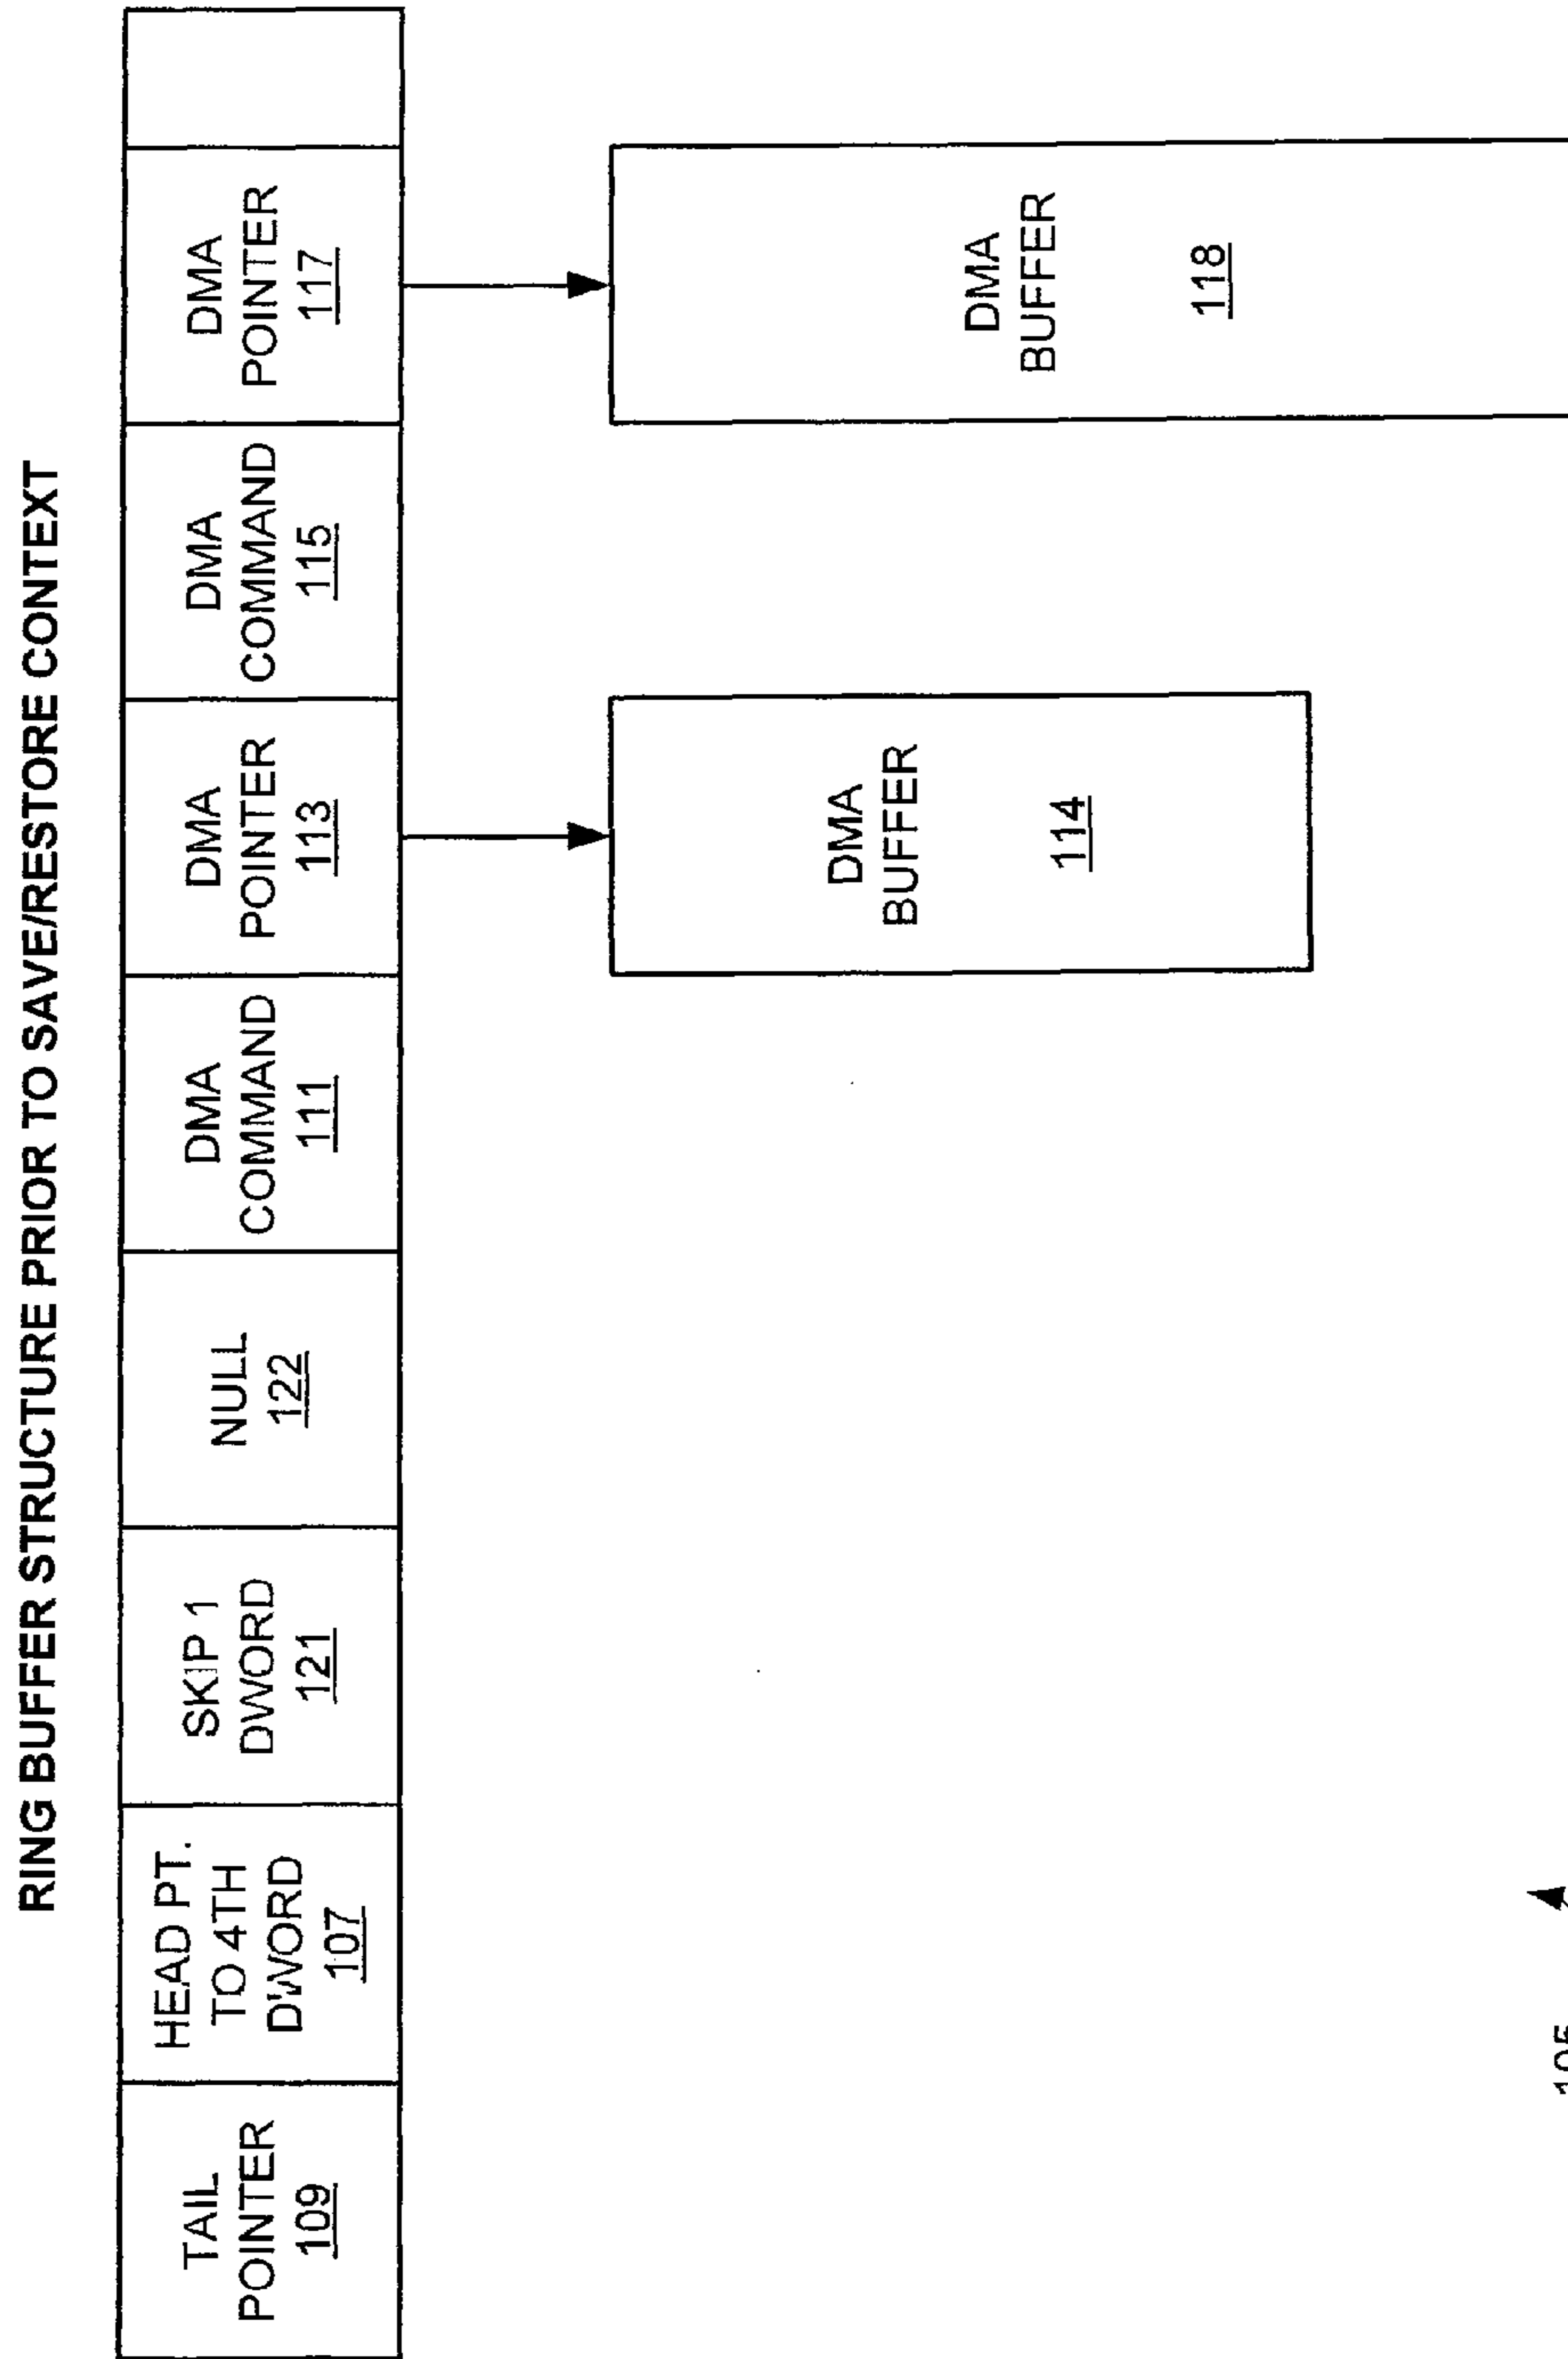 RING BUFFER STRUCTURE PRIOR TO SAVE/RESTORE CONTEXT
TAIL
POINTER
109
HEAD PT.
TO 4TH
DWORD
107
SKIP 1
DWORD
121
NULL
122
DMA
COMMAND
111
DMA
POINTER
113
DMA
COMMAND
115
DMA
POINTER
117
DMA
BUFFER
114
DMA
BUFFER
118
105